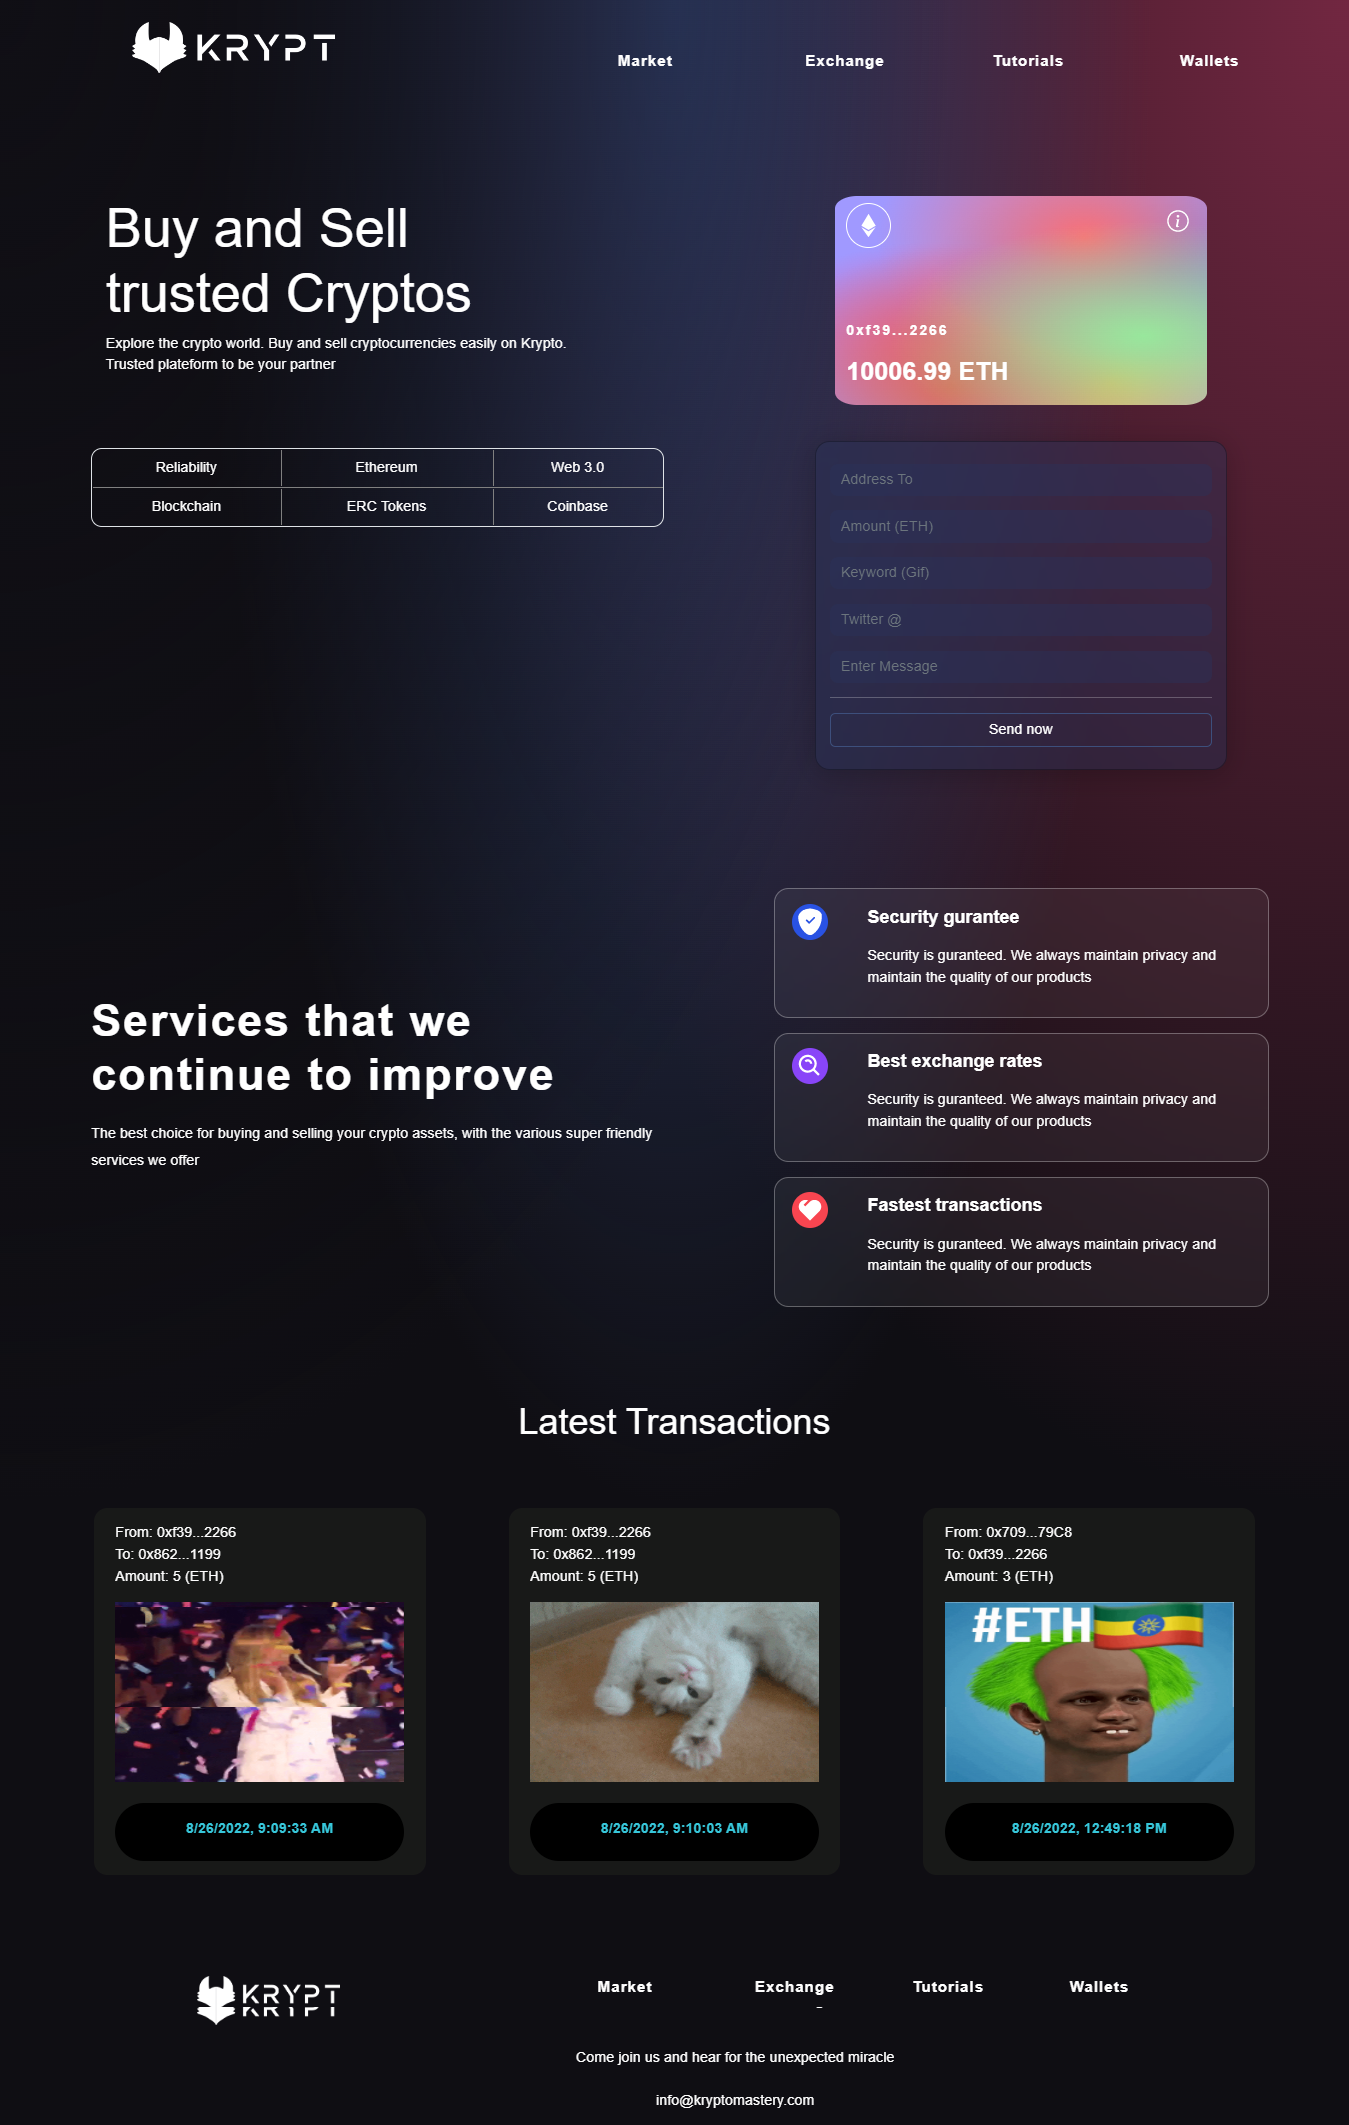 KRYPT
Market Exchange Tutorials Wallets
Buy and Sell
trusted Cryptos
Explore the crypto world. Buy and sell cryptocurrencies easily on Krypto.
Trusted plateform to be your partner
i
0xf39...2266
10006.99 ETH
Reliability Ethereum Web 3.0
Blockchain ERC Tokens Coinbase
Address To
Amount (ETH)
Keyword (Gif)
Twitter @
Enter Message
Send now
Services that we
continue to improve
The best choice for buying and selling your crypto assets, with the various super friendly
services we offer
Security gurantee
Security is guranteed. We always maintain privacy and
maintain the quality of our products
Best exchange rates
Security is guranteed. We always maintain privacy and
maintain the quality of our products
Fastest transactions
Security is guranteed. We always maintain privacy and
maintain the quality of our products
Latest Transactions
From: 0xf39...2266
To: 0x862...1199
Amount: 5 (ETH)
8/26/2022, 9:09:33 AM
From: 0xf39...2266
To: 0x862...1199
Amount: 5 (ETH)
8/26/2022, 9:10:03 AM
From: 0x709...79C8
To: 0xf39...2266
Amount: 3 (ETH)
#ETH
8/26/2022, 12:49:18 PM
KRYPT
KRYPT
Market Exchange Tutorials Wallets
Come join us and hear for the unexpected miracle
info@kryptomastery.com